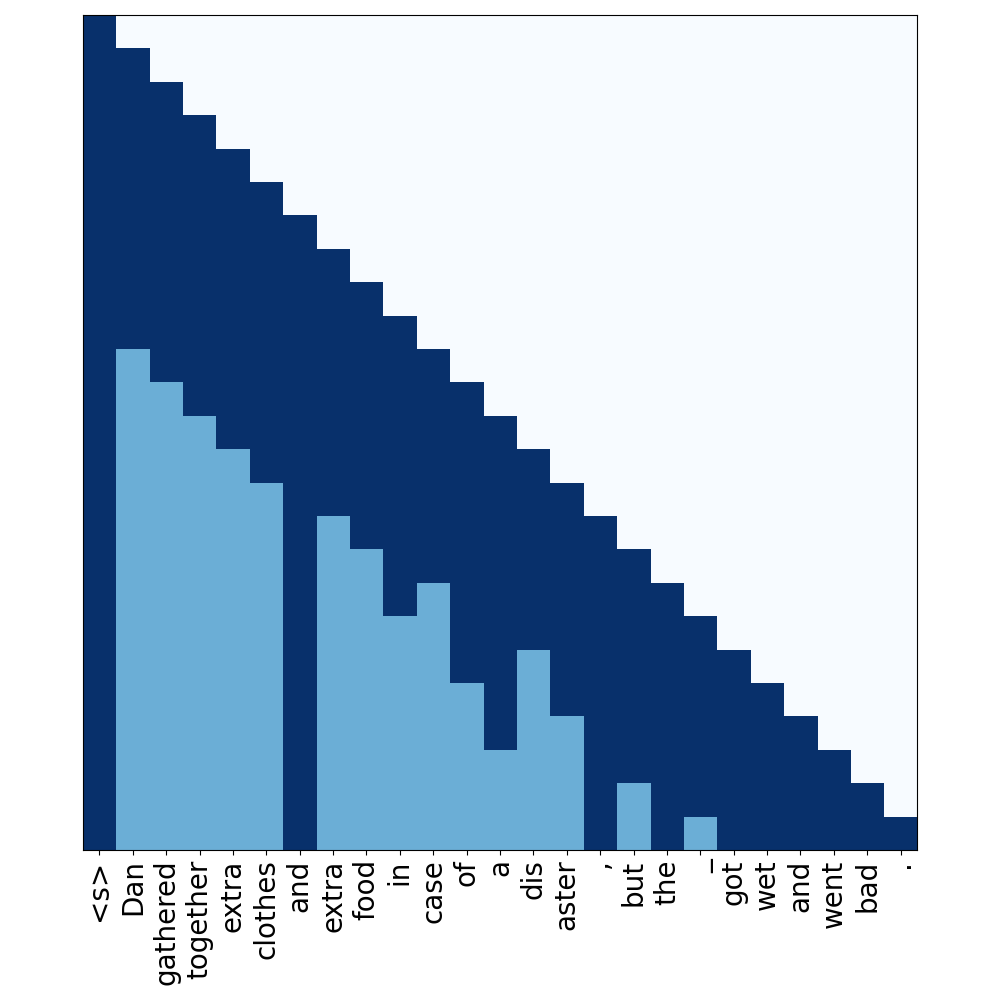 <s> Dan gathered together extra clothes and extra food in case of a dis aster , but the _ got wet and went bad .